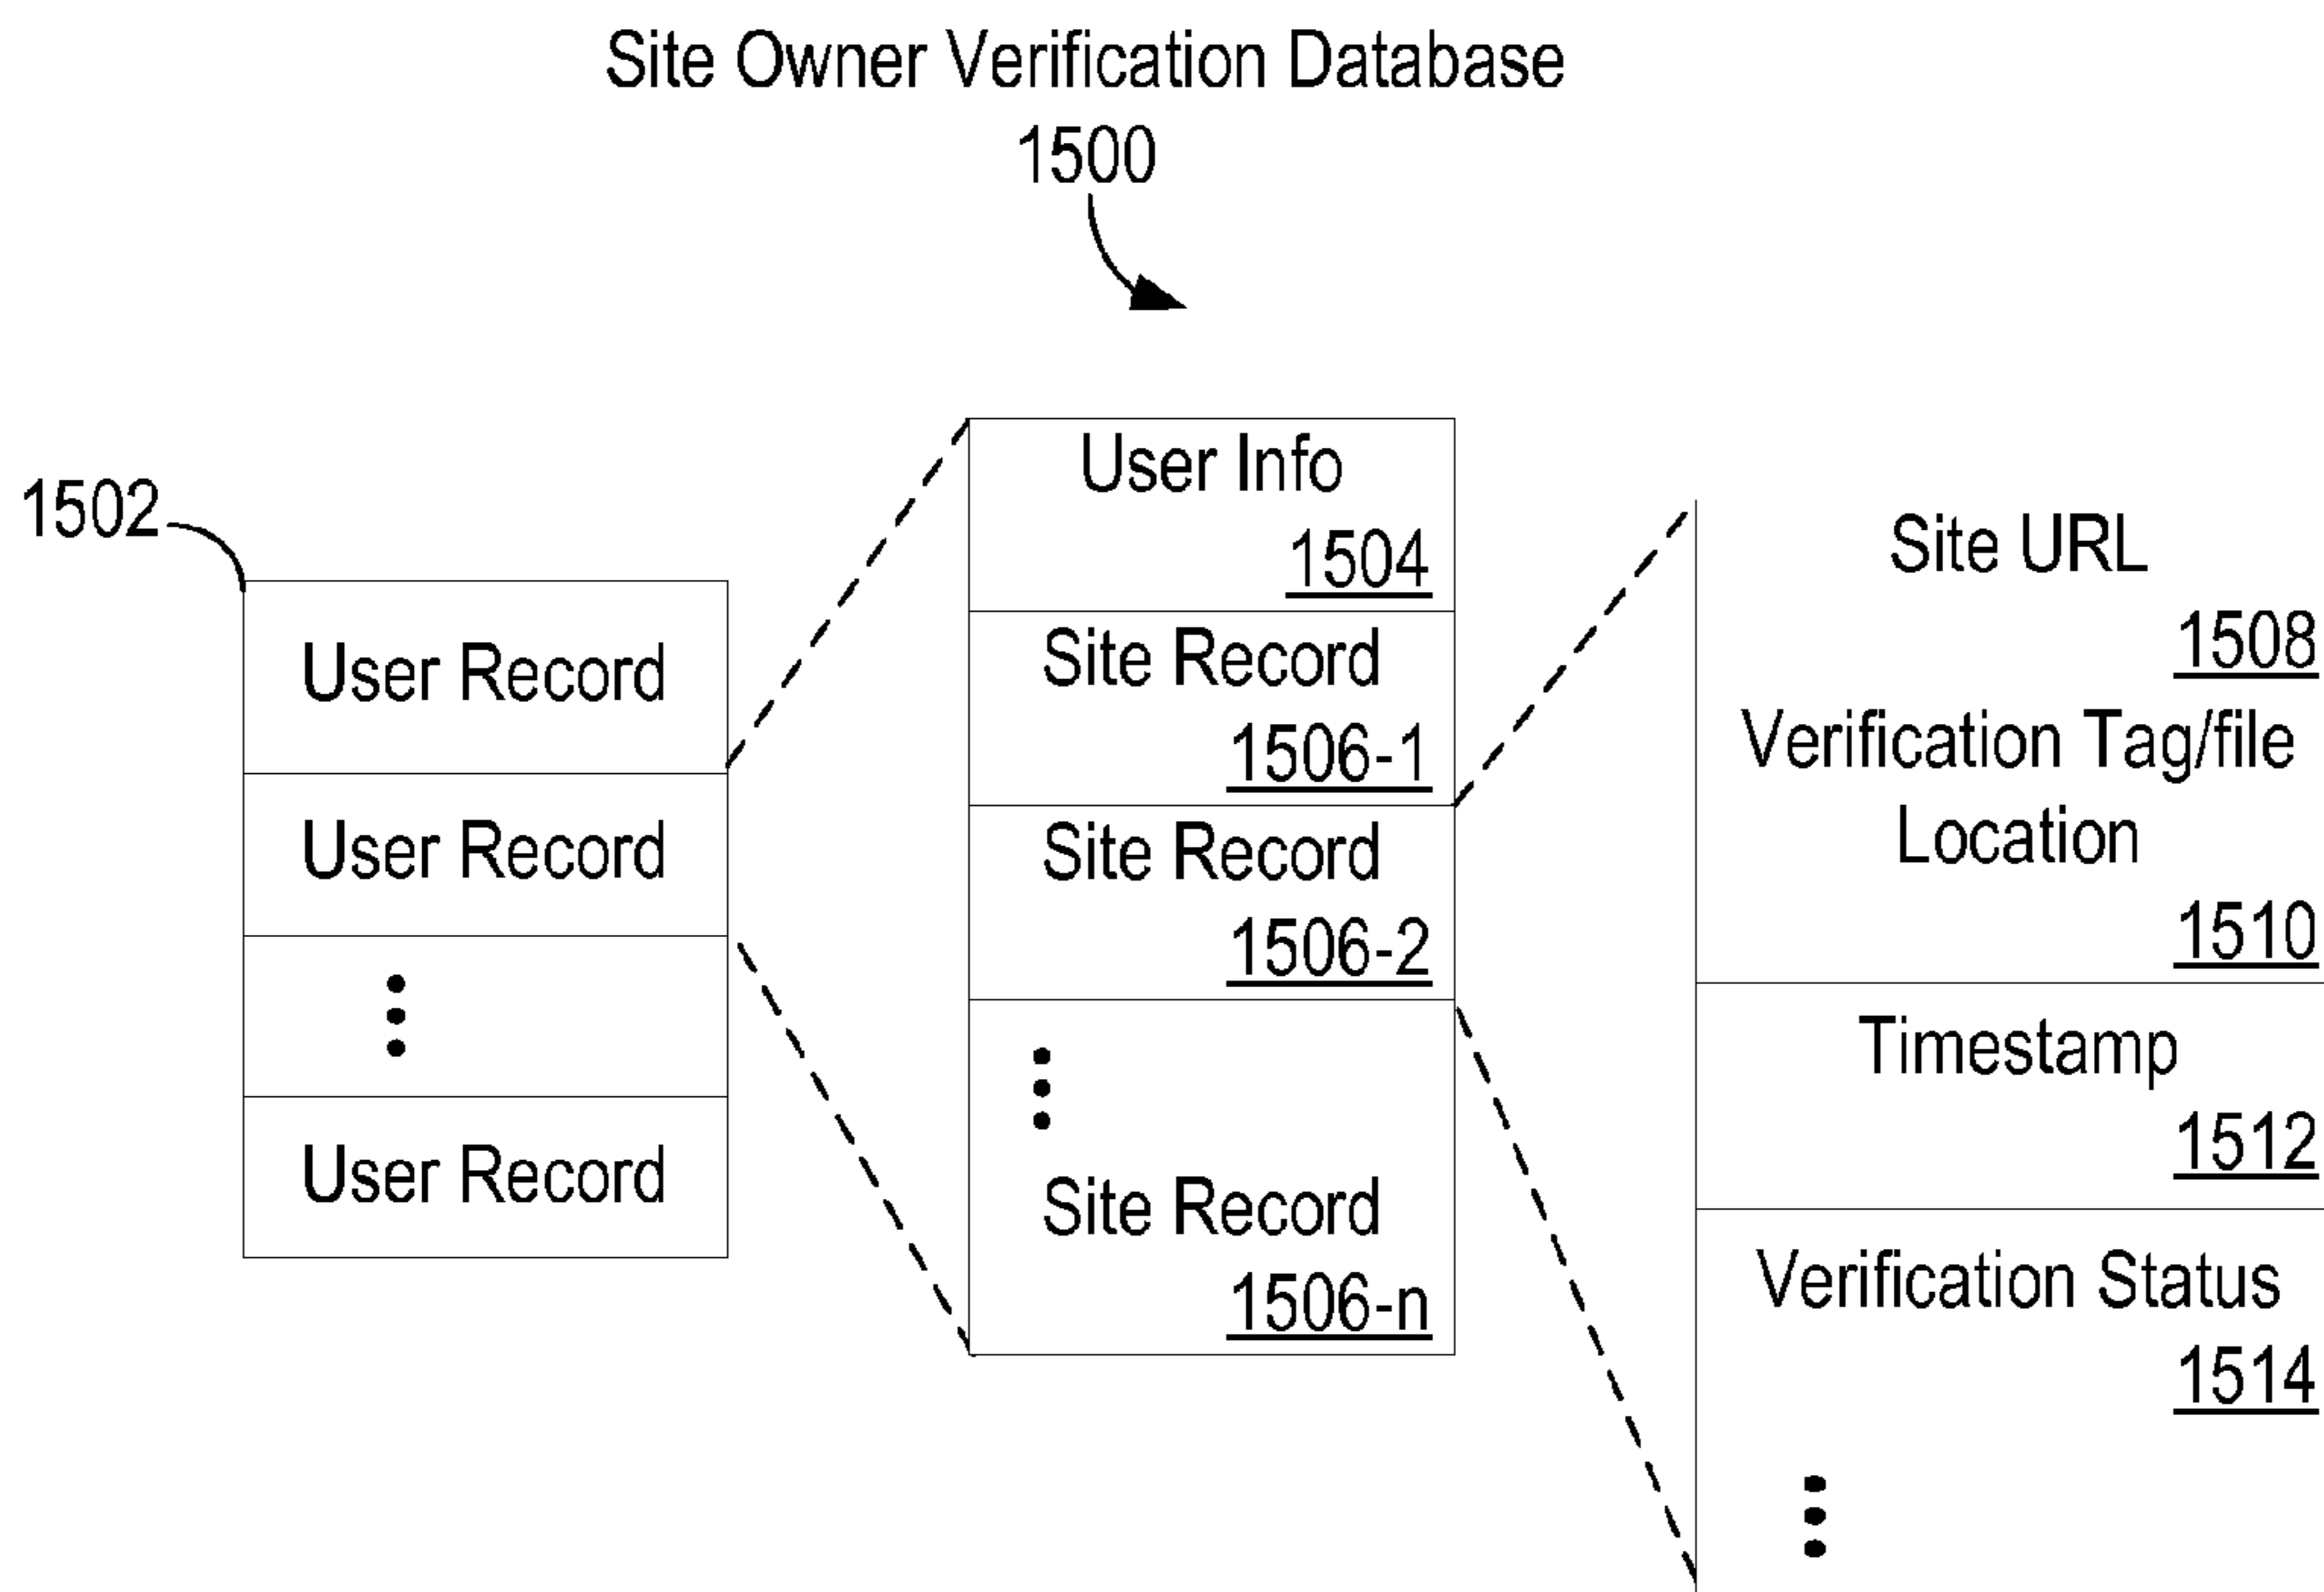 Site Owner Verification Database
1500
1502
User Record
User Record
User Record
User Info
1504
Site Record
1506-1
Site Record
1506-2
Site Record
1506-n
Site URL
1508
Verification Tag/file
Location
1510
Timestamp
1512
Verification Status
1514